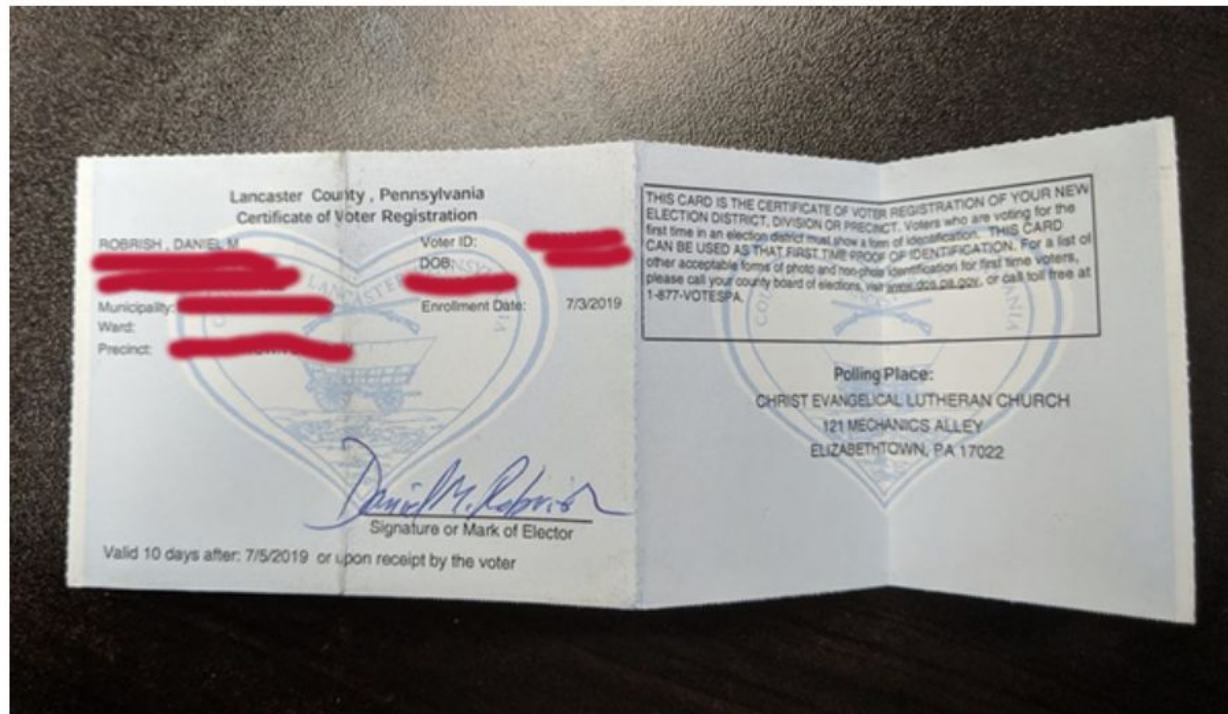 Lancaster County , Pennsylvania
Certificate of Voter Registration
ROBRISH , DANIEL M
Voter ID:
DOB:
Municipality:
Enrollment Date: 7/3/2019
Ward:
Precinct:
Daniel M. Robrish
Signature or Mark of Elector
Valid 10 days after: 7/5/2019 or upon receipt by the voter
THIS CARD IS THE CERTIFICATE OF VOTER REGISTRATION OF YOUR NEW
ELECTION DISTRICT, DIVISION OR PRECINCT. Voters who are voting for the
first time in an election district must show a form of identification. THIS CARD
CAN BE USED AS THAT FIRST TIME PROOF OF IDENTIFICATION. For a list of
other acceptable forms of photo and non-photo identification for first time voters,
please call your county board of elections, visit www.dos.pa.gov, or call toll free at
1-877-VOTESPA.
Polling Place:
CHRIST EVANGELICAL LUTHERAN CHURCH
121 MECHANICS ALLEY
ELIZABETHTOWN, PA 17022